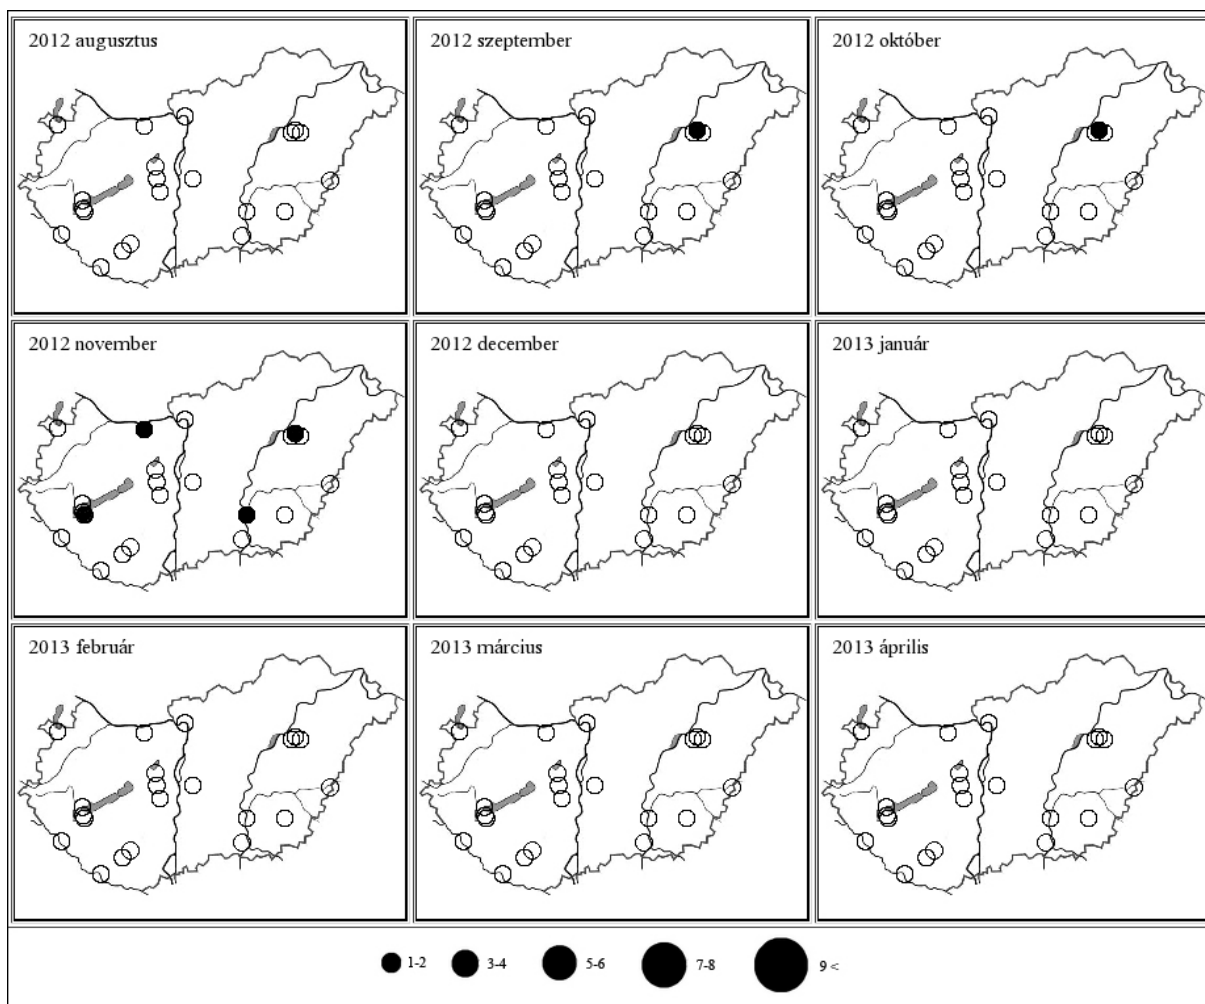 2012 augusztus
2012 szeptember
2012 október
2012 november
2012 december
2013 január
2013 február
2013 március
2013 április
1-2 3-4 5-6 7-8 9 <